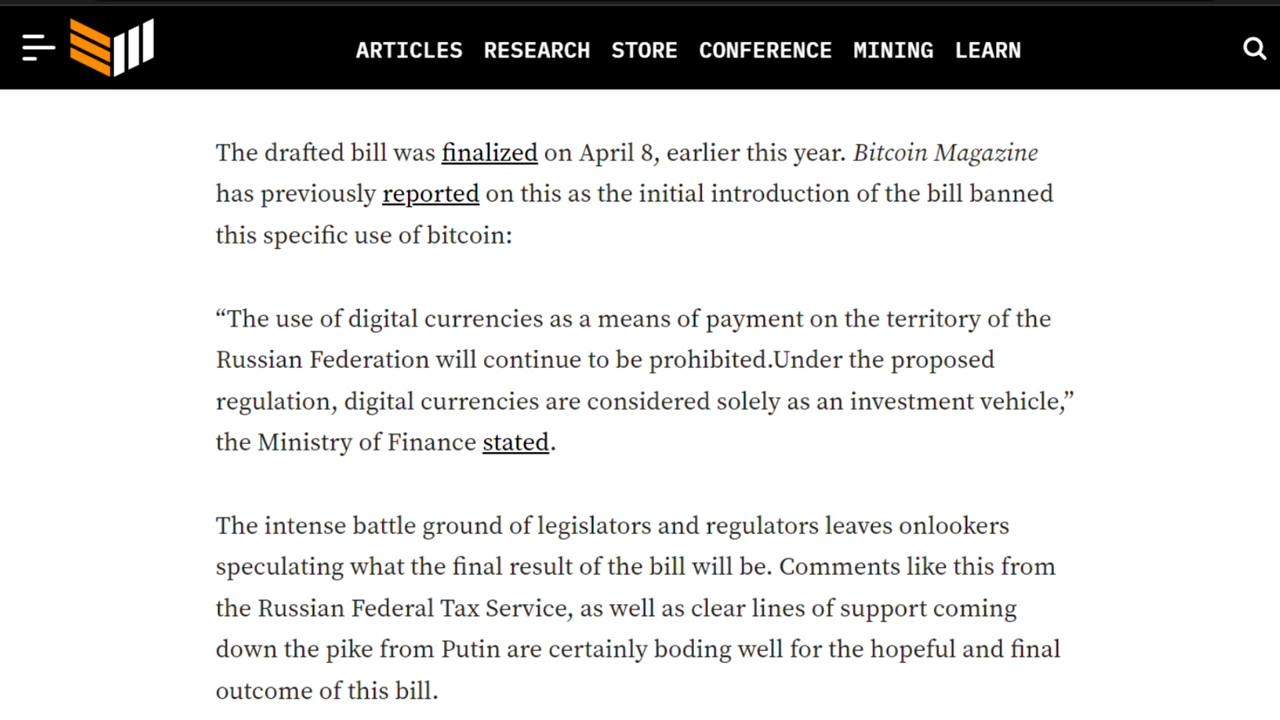 ARTICLES RESEARCH STORE CONFERENCE MINING LEARN
The drafted bill was finalized on April 8, earlier this year. Bitcoin Magazine
has previously reported on this as the initial introduction of the bill banned
this specific use of bitcoin:
“The use of digital currencies as a means of payment on the territory of the
Russian Federation will continue to be prohibited.Under the proposed
regulation, digital currencies are considered solely as an investment vehicle,”
the Ministry of Finance stated.
The intense battle ground of legislators and regulators leaves onlookers
speculating what the final result of the bill will be. Comments like this from
the Russian Federal Tax Service, as well as clear lines of support coming
down the pike from Putin are certainly boding well for the hopeful and final
outcome of this bill.